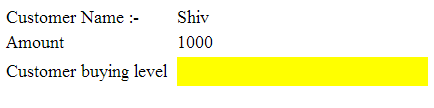 Customer Name :- Shiv
Amount 1000
Customer buying level